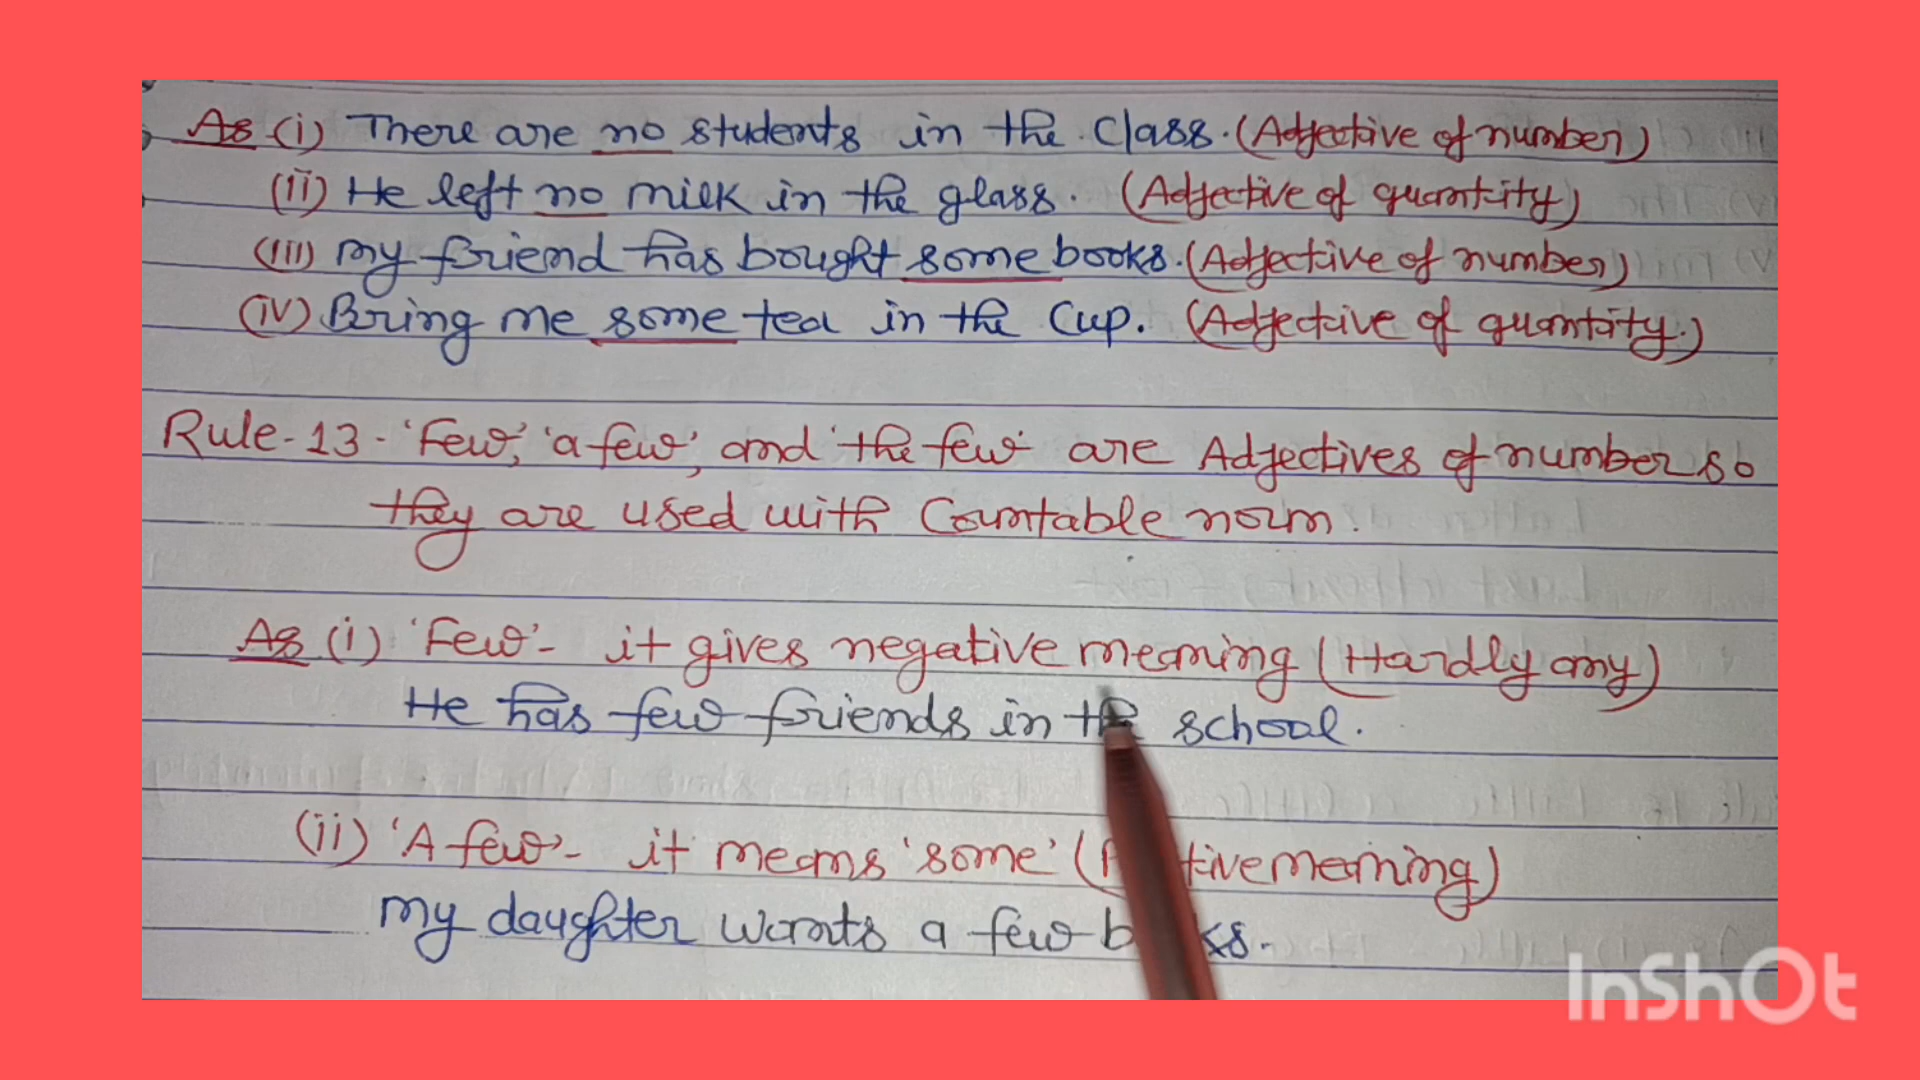 As (i) There are no students in the class. (Adjective of number)
(ii) He left no milk in the glass. (Adjective of quantity)
(iii) My friend has bought some books. (Adjective of number)
(iv) Bring me some tea in the cup. (Adjective of quantity.)
Rule-13 - 'Few', 'a few', and 'the few' are Adjectives of number so
they are used with Countable noun.
As (i) 'Few' - it gives negative meaning (Hardly any)
He has few friends in the school.
(ii) 'A few' - it means 'some' ( meaning)
My daughter wants a few
InShOt